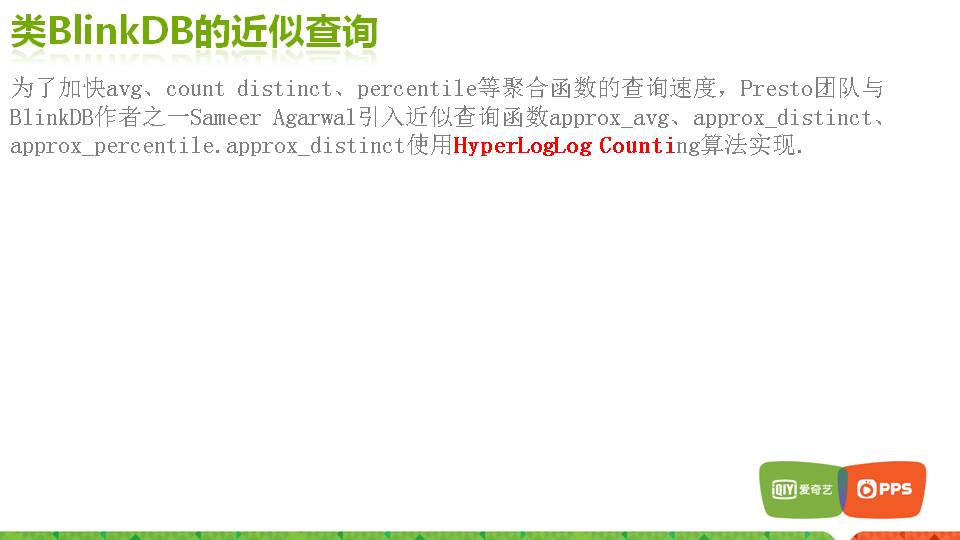 类BlinkDB的近似查询
为了加快avg、count distinct、percentile等聚合函数的查询速度，Presto团队与
BlinkDB作者之一Sameer Agarwal引入近似查询函数approx_avg、approx_distinct、
approx_percentile.approx_distinct使用HyperLogLog Counting算法实现.
iQIYI 爱奇艺 PPS